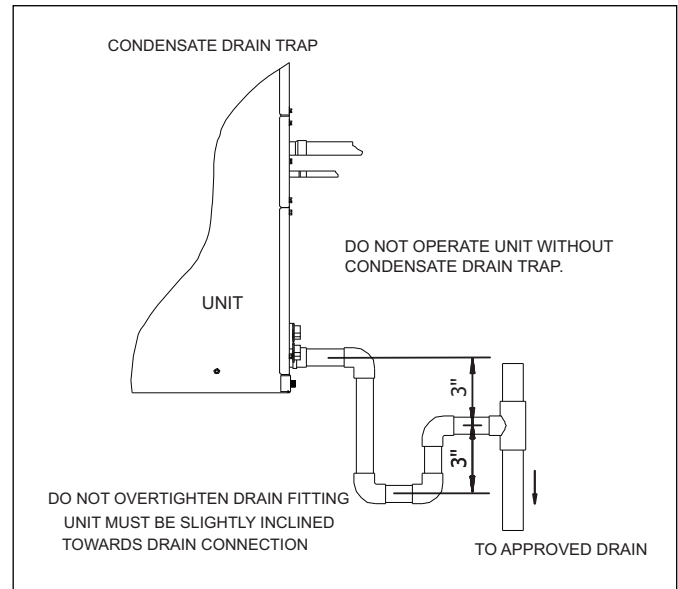 CONDENSATE DRAIN TRAP
DO NOT OPERATE UNIT WITHOUT
CONDENSATE DRAIN TRAP.
UNIT
3"
3"
DO NOT OVERTIGHTEN DRAIN FITTING
UNIT MUST BE SLIGHTLY INCLINED
TOWARDS DRAIN CONNECTION
TO APPROVED DRAIN